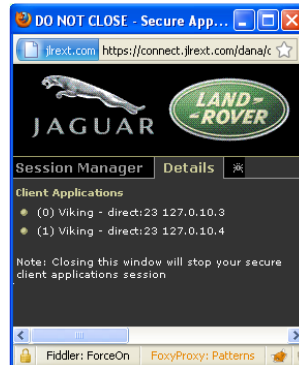 DO NOT CLOSE - Secure App...
jlrext.com https://connect.jlrext.com/dana/c
JAGUAR
LAND-
-ROVER
Session Manager Details
Client Applications
(0) Viking - direct:23 127.0.10.3
(1) Viking - direct:23 127.0.10.4
Note: Closing this window will stop your secure
client applications session
Fiddler: ForceOn FoxyProxy: Patterns